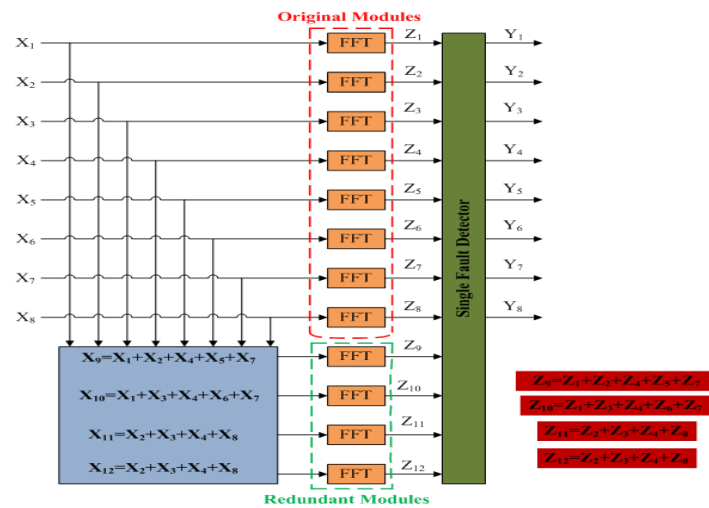 Original Modules
X₁ FFT Z₁ Y₁
X₂ FFT Z₂ Y₂
X₃ FFT Z₃ Y₃
X₄ FFT Z₄ Y₄
X₅ FFT Z₅ Y₅
X₆ FFT Z₆ Y₆
X₇ FFT Z₇ Y₇
X₈ FFT Z₈ Y₈
Single Fault Detector
X₉=X₁+X₂+X₄+X₅+X₇ FFT Z₉
X₁₀=X₁+X₃+X₄+X₆+X₇ FFT Z₁₀
X₁₁=X₂+X₃+X₄+X₈ FFT Z₁₁
X₁₂=X₂+X₃+X₄+X₈ FFT Z₁₂
Redundant Modules
Z₉=Z₁+Z₂+Z₄+Z₅+Z₇
Z₁₀=Z₁+Z₃+Z₄+Z₆+Z₇
Z₁₁=Z₂+Z₃+Z₄+Z₈
Z₁₂=Z₂+Z₃+Z₄+Z₈